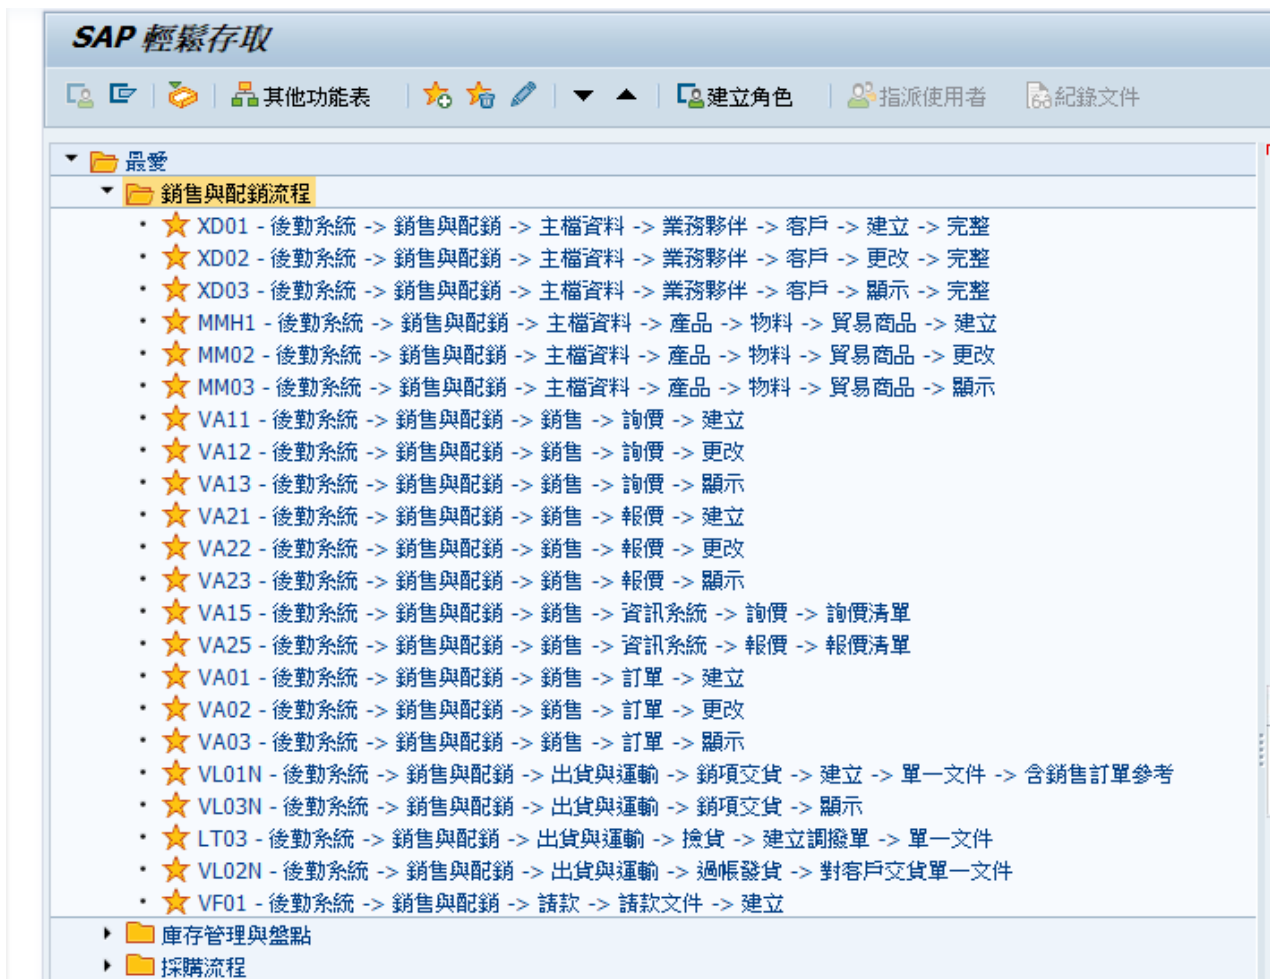 SAP 輕鬆存取
其他功能表 建立角色 指派使用者 紀錄文件
最愛
銷售與配銷流程
XD01 - 後勤系統 -> 銷售與配銷 -> 主檔資料 -> 業務夥伴 -> 客戶 -> 建立 -> 完整
XD02 - 後勤系統 -> 銷售與配銷 -> 主檔資料 -> 業務夥伴 -> 客戶 -> 更改 -> 完整
XD03 - 後勤系統 -> 銷售與配銷 -> 主檔資料 -> 業務夥伴 -> 客戶 -> 顯示 -> 完整
MMH1 - 後勤系統 -> 銷售與配銷 -> 主檔資料 -> 產品 -> 物料 -> 貿易商品 -> 建立
MM02 - 後勤系統 -> 銷售與配銷 -> 主檔資料 -> 產品 -> 物料 -> 貿易商品 -> 更改
MM03 - 後勤系統 -> 銷售與配銷 -> 主檔資料 -> 產品 -> 物料 -> 貿易商品 -> 顯示
VA11 - 後勤系統 -> 銷售與配銷 -> 銷售 -> 詢價 -> 建立
VA12 - 後勤系統 -> 銷售與配銷 -> 銷售 -> 詢價 -> 更改
VA13 - 後勤系統 -> 銷售與配銷 -> 銷售 -> 詢價 -> 顯示
VA21 - 後勤系統 -> 銷售與配銷 -> 銷售 -> 報價 -> 建立
VA22 - 後勤系統 -> 銷售與配銷 -> 銷售 -> 報價 -> 更改
VA23 - 後勤系統 -> 銷售與配銷 -> 銷售 -> 報價 -> 顯示
VA15 - 後勤系統 -> 銷售與配銷 -> 銷售 -> 資訊系統 -> 詢價 -> 詢價清單
VA25 - 後勤系統 -> 銷售與配銷 -> 銷售 -> 資訊系統 -> 報價 -> 報價清單
VA01 - 後勤系統 -> 銷售與配銷 -> 銷售 -> 訂單 -> 建立
VA02 - 後勤系統 -> 銷售與配銷 -> 銷售 -> 訂單 -> 更改
VA03 - 後勤系統 -> 銷售與配銷 -> 銷售 -> 訂單 -> 顯示
VL01N - 後勤系統 -> 銷售與配銷 -> 出貨與運輸 -> 銷項交貨 -> 建立 -> 單一文件 -> 含銷售訂單參考
VL03N - 後勤系統 -> 銷售與配銷 -> 出貨與運輸 -> 銷項交貨 -> 顯示
LT03 - 後勤系統 -> 銷售與配銷 -> 出貨與運輸 -> 撿貨 -> 建立調撥單 -> 單一文件
VL02N - 後勤系統 -> 銷售與配銷 -> 出貨與運輸 -> 過帳發貨 -> 對客戶交貨單一文件
VF01 - 後勤系統 -> 銷售與配銷 -> 請款 -> 請款文件 -> 建立
庫存管理與盤點
採購流程